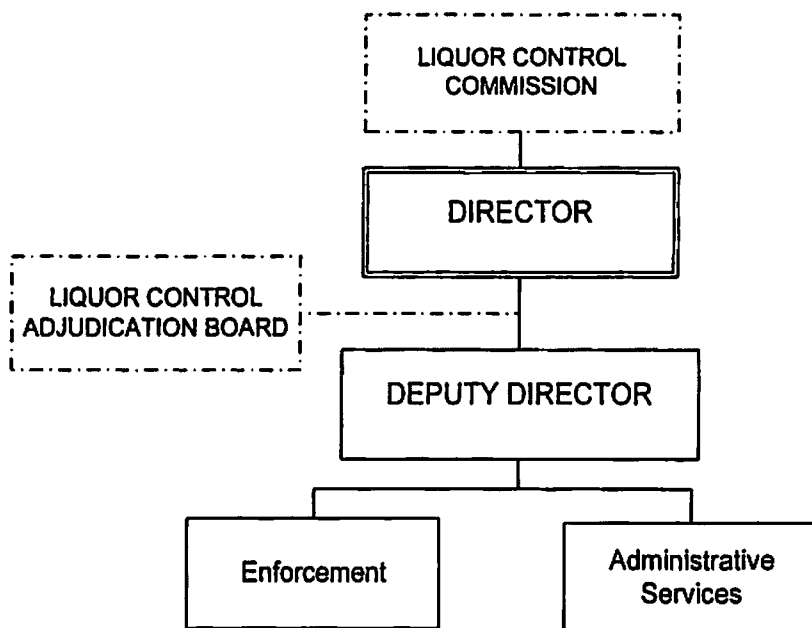 LIQUOR CONTROL
COMMISSION
DIRECTOR
LIQUOR CONTROL
ADJUDICATION BOARD
DEPUTY DIRECTOR
Enforcement
Administrative
Services